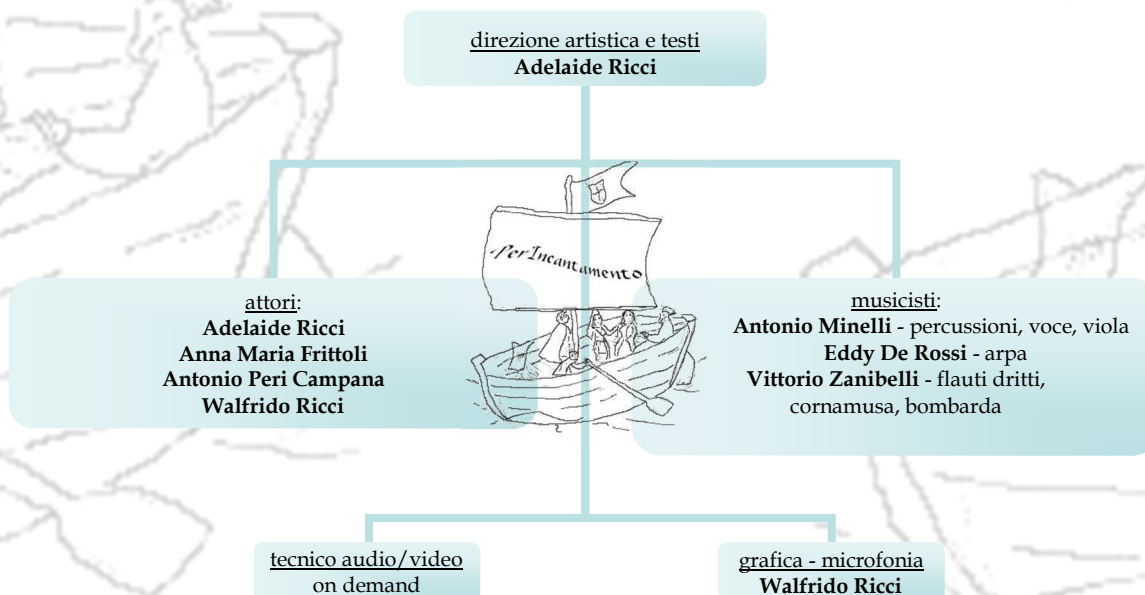 direzione artistica e testi
Adelaide Ricci
PerIncantamento
attori:
Adelaide Ricci
Anna Maria Frittoli
Antonio Peri Campana
Walfrido Ricci
musicisti:
Antonio Minelli - percussioni, voce, viola
Eddy De Rossi - arpa
Vittorio Zanibelli - flauti dritti,
cornamusa, bombarda
tecnico audio/video
on demand
grafica - microfonia
Walfrido Ricci